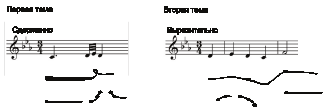 Первая тема
Вторая тема
Сдержанно
Выразительно